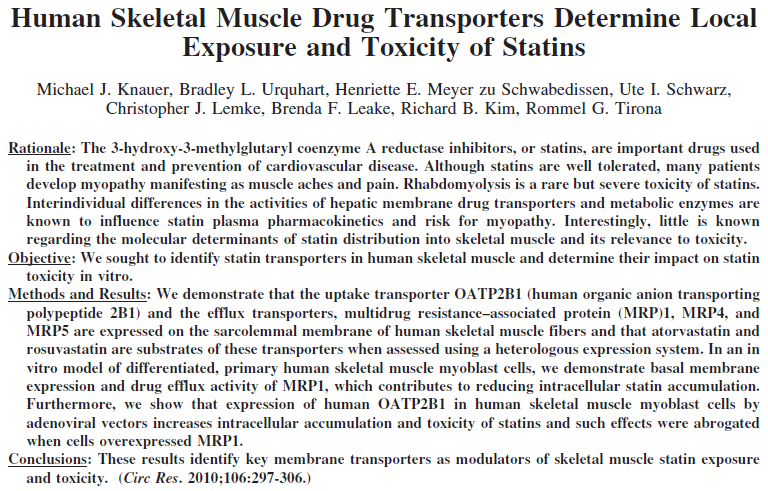 Human Skeletal Muscle Drug Transporters Determine Local
Exposure and Toxicity of Statins
Michael J. Knauer, Bradley L. Urquhart, Henriette E. Meyer zu Schwabedissen, Ute I. Schwarz,
Christopher J. Lemke, Brenda F. Leake, Richard B. Kim, Rommel G. Tirona
Rationale: The 3-hydroxy-3-methylglutaryl coenzyme A reductase inhibitors, or statins, are important drugs used
in the treatment and prevention of cardiovascular disease. Although statins are well tolerated, many patients
develop myopathy manifesting as muscle aches and pain. Rhabdomyolysis is a rare but severe toxicity of statins.
Interindividual differences in the activities of hepatic membrane drug transporters and metabolic enzymes are
known to influence statin plasma pharmacokinetics and risk for myopathy. Interestingly, little is known
regarding the molecular determinants of statin distribution into skeletal muscle and its relevance to toxicity.
Objective: We sought to identify statin transporters in human skeletal muscle and determine their impact on statin
toxicity in vitro.
Methods and Results: We demonstrate that the uptake transporter OATP2B1 (human organic anion transporting
polypeptide 2B1) and the efflux transporters, multidrug resistance–associated protein (MRP)1, MRP4, and
MRP5 are expressed on the sarcolemmal membrane of human skeletal muscle fibers and that atorvastatin and
rosuvastatin are substrates of these transporters when assessed using a heterologous expression system. In an in
vitro model of differentiated, primary human skeletal muscle myoblast cells, we demonstrate basal membrane
expression and drug efflux activity of MRP1, which contributes to reducing intracellular statin accumulation.
Furthermore, we show that expression of human OATP2B1 in human skeletal muscle myoblast cells by
adenoviral vectors increases intracellular accumulation and toxicity of statins and such effects were abrogated
when cells overexpressed MRP1.
Conclusions: These results identify key membrane transporters as modulators of skeletal muscle statin exposure
and toxicity. (Circ Res. 2010;106:297-306.)